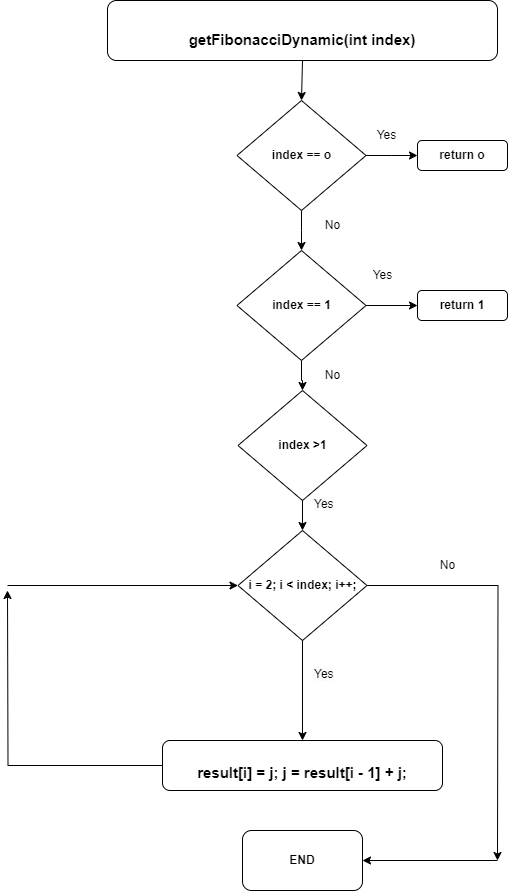 getFibonacciDynamic(int index)
Yes
index == o
return o
No
Yes
index == 1
return 1
No
index >1
Yes
No
i = 2; i < index; i++;
Yes
result[i] = j; j = result[i - 1] + j;
END